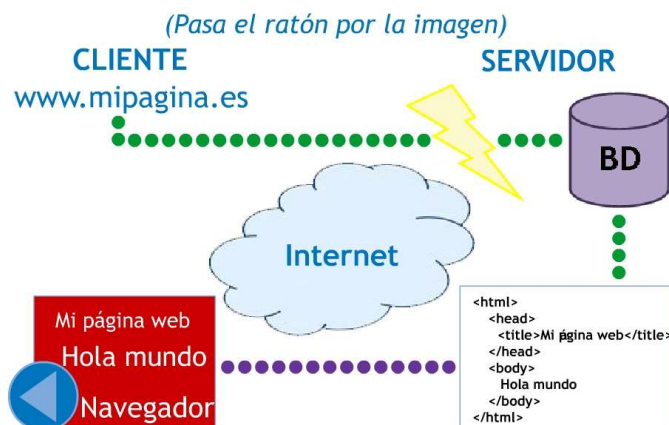 (Pasa el ratón por la imagen)
CLIENTE
www.mipagina.es
SERVIDOR
BD
Internet
Mi página web
Hola mundo
Navegador
<html>
<head>
<title>Mi página web</title>
</head>
<body>
Hola mundo
</body>
</html>